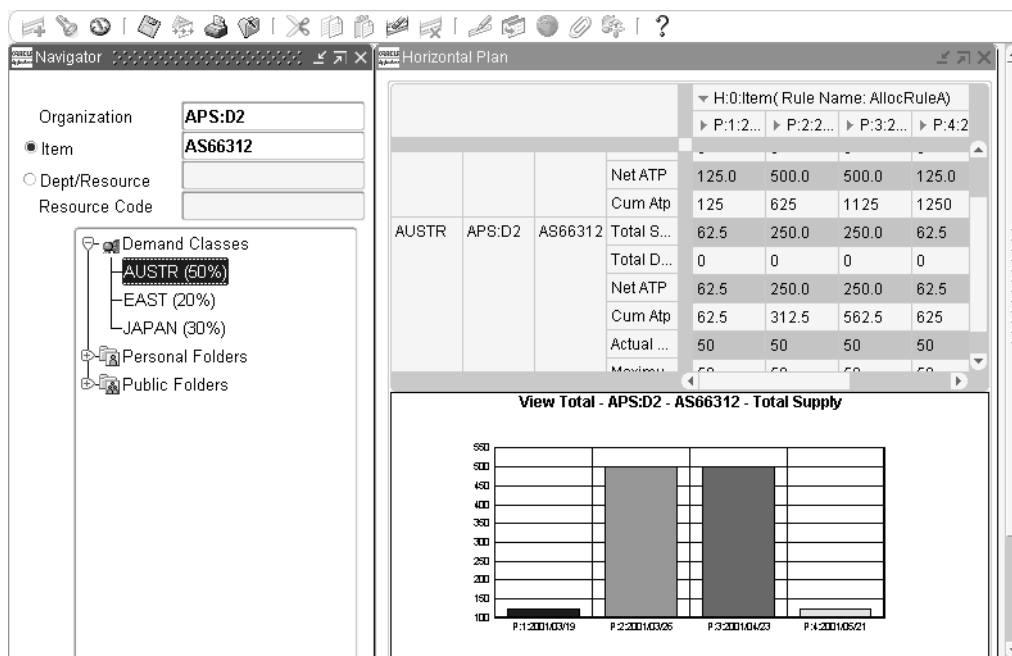 Navigator
Horizontal Plan
Organization APS:D2
Item AS66312
Dept/Resource
Resource Code
Demand Classes
AUSTR (50%)
EAST (20%)
JAPAN (30%)
Personal Folders
Public Folders
H:0:Item( Rule Name: AllocRuleA)
P:1:2... P:2:2... P:3:2... P:4:2
Net ATP 125.0 500.0 500.0 125.0
Cum Atp 125 625 1125 1250
AUSTR APS:D2 AS66312 Total S... 62.5 250.0 250.0 62.5
Total D... 0 0 0 0
Net ATP 62.5 250.0 250.0 62.5
Cum Atp 62.5 312.5 562.5 625
Actual ... 50 50 50 50
View Total - APS:D2 - AS66312 - Total Supply
550
500
450
400
350
300
250
200
150
100
P:1:2001/03/19 P:2:2001/03/26 P:3:2001/04/23 P:4:2001/05/21